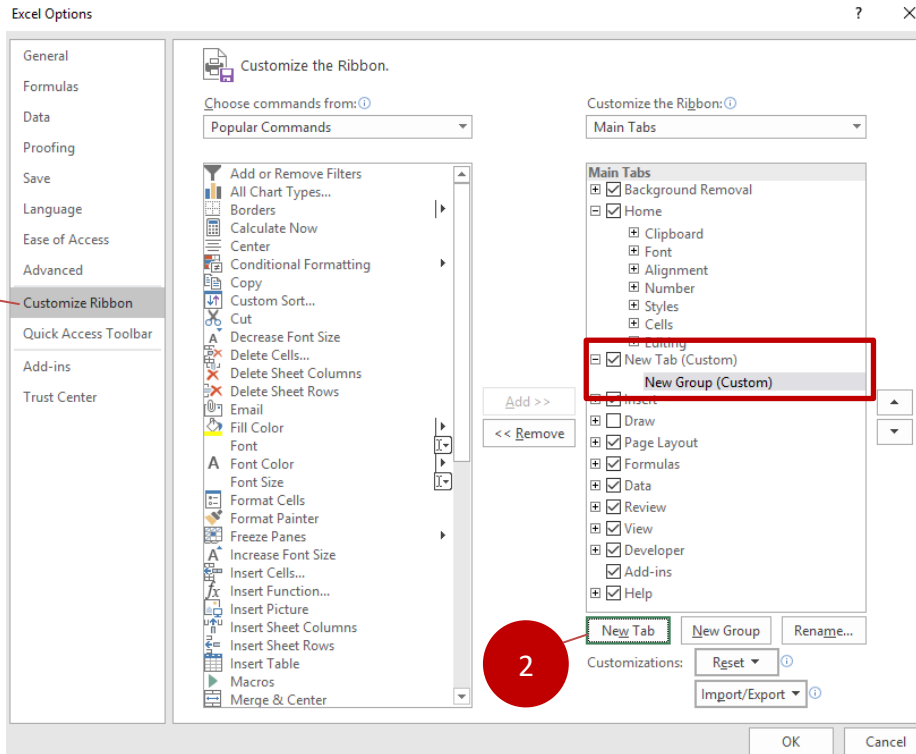 Excel Options
?
General
Formulas
Data
Proofing
Save
Language
Ease of Access
Advanced
Customize Ribbon
Quick Access Toolbar
Add-ins
Trust Center
Customize the Ribbon.
Choose commands from:
Popular Commands
Add or Remove Filters
All Chart Types...
Borders
Calculate Now
Center
Conditional Formatting
Copy
Custom Sort...
Cut
Decrease Font Size
Delete Cells...
Delete Sheet Columns
Delete Sheet Rows
Email
Fill Color
Font
Font Color
Font Size
Format Cells
Format Painter
Freeze Panes
Increase Font Size
Insert Cells...
Insert Function...
Insert Picture
Insert Sheet Columns
Insert Sheet Rows
Insert Table
Macros
Merge & Center
Add >>
<< Remove
Customize the Ribbon:
Main Tabs
Main Tabs
Background Removal
Home
Clipboard
Font
Alignment
Number
Styles
Cells
Editing
New Tab (Custom)
New Group (Custom)
Insert
Draw
Page Layout
Formulas
Data
Review
View
Developer
Add-ins
Help
2
New Tab New Group Rename...
Customizations: Reset
Import/Export
OK Cancel